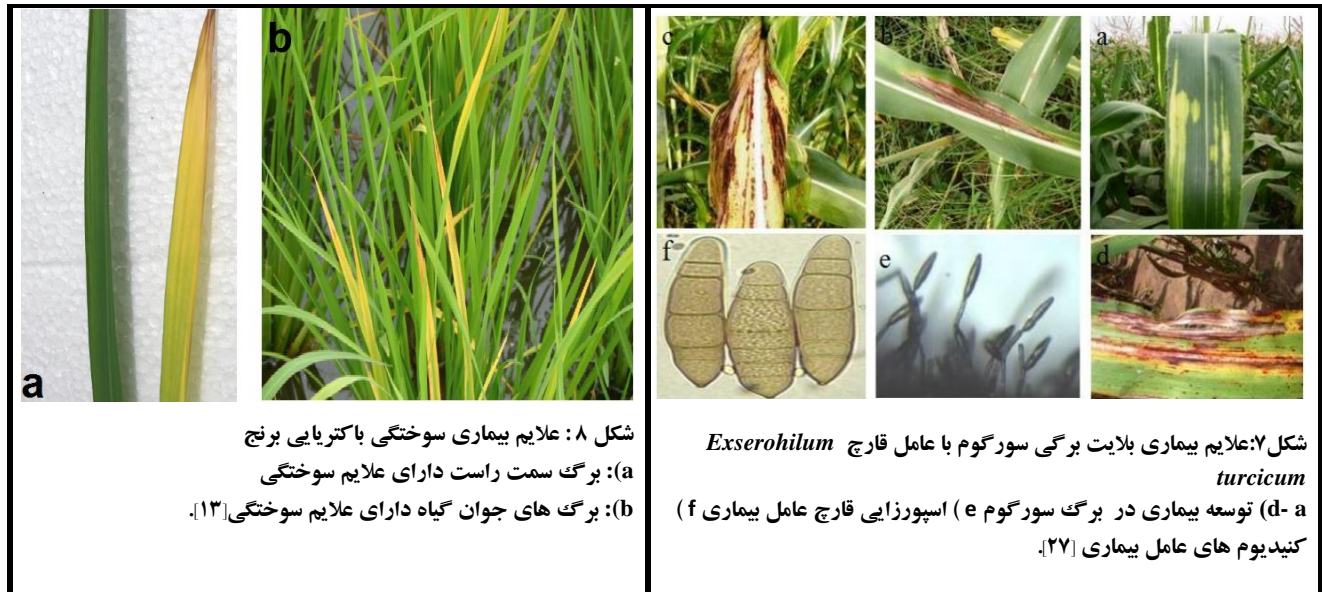 a
b
c
d
e
f
شکل۷:علایم بیماری بلایت برگی سورگوم با عامل قارچ Exserohilum
turcicum
d- a) توسعه بیماری در برگ سورگوم e ) اسپورزایی قارچ عامل بیماری f )
کنیدیوم های عامل بیماری [۲۷].
a
b
شکل ۸: علایم بیماری سوختگی باکتریایی برنج
a): برگ سمت راست دارای علایم سوختگی
b): برگ های جوان گیاه دارای علایم سوختگی[۱۳].